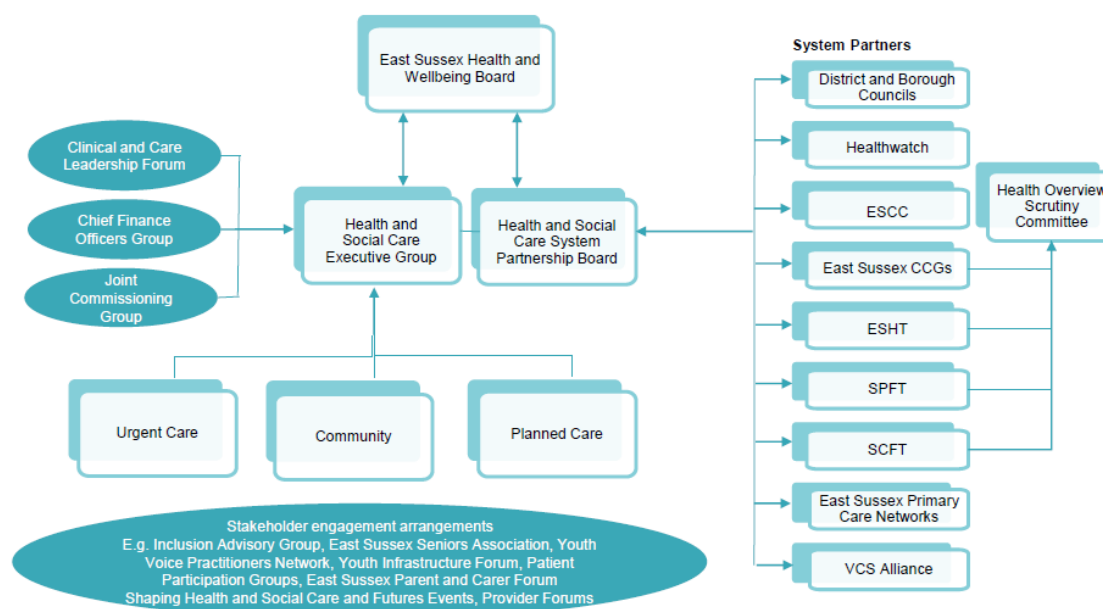 East Sussex Health and
Wellbeing Board
Clinical and Care
Leadership Forum
Chief Finance
Officers Group
Joint
Commissioning
Group
Health and
Social Care
Executive Group
Health and Social
Care System
Partnership Board
Urgent Care
Community
Planned Care
Stakeholder engagement arrangements
E.g. Inclusion Advisory Group, East Sussex Seniors Association, Youth
Voice Practitioners Network, Youth Infrastructure Forum, Patient
Participation Groups, East Sussex Parent and Carer Forum
Shaping Health and Social Care and Futures Events, Provider Forums
System Partners
District and Borough
Councils
Healthwatch
ESCC
East Sussex CCGs
ESHT
SPFT
SCFT
East Sussex Primary
Care Networks
VCS Alliance
Health Overview
Scrutiny
Committee